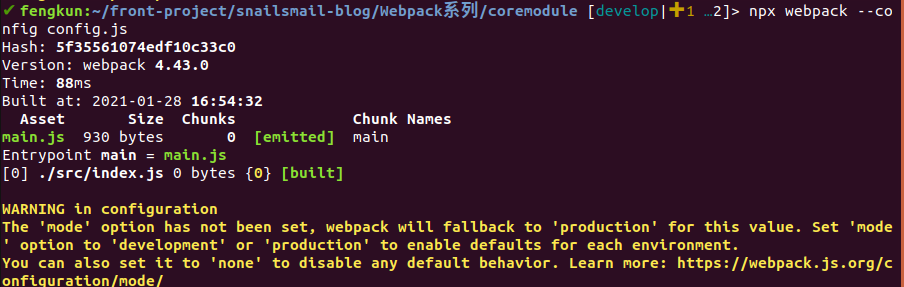 ✔ fengkun:~/front-project/snailsmail-blog/Webpack系列/coremodule [develop|✚1 …2]> npx webpack --co
nfig config.js
Hash: 5f35561074edf10c33c0
Version: webpack 4.43.0
Time: 88ms
Built at: 2021-01-28 16:54:32
  Asset       Size  Chunks             Chunk Names
main.js  930 bytes       0  [emitted]  main
Entrypoint main = main.js
[0] ./src/index.js 0 bytes {0} [built]

WARNING in configuration
The 'mode' option has not been set, webpack will fallback to 'production' for this value. Set 'mode
' option to 'development' or 'production' to enable defaults for each environment.
You can also set it to 'none' to disable any default behavior. Learn more: https://webpack.js.org/c
onfiguration/mode/